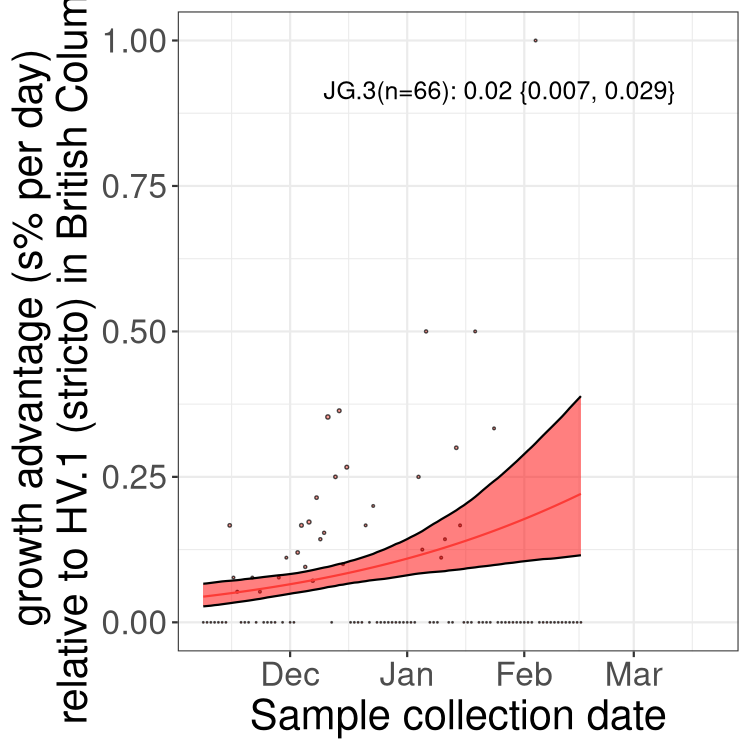 growth advantage (s% per day)
relative to HV.1 (stricto) in British Colum
1.00
0.75
0.50
0.25
0.00
JG.3(n=66): 0.02 {0.007, 0.029}
Dec Jan Feb Mar
Sample collection date